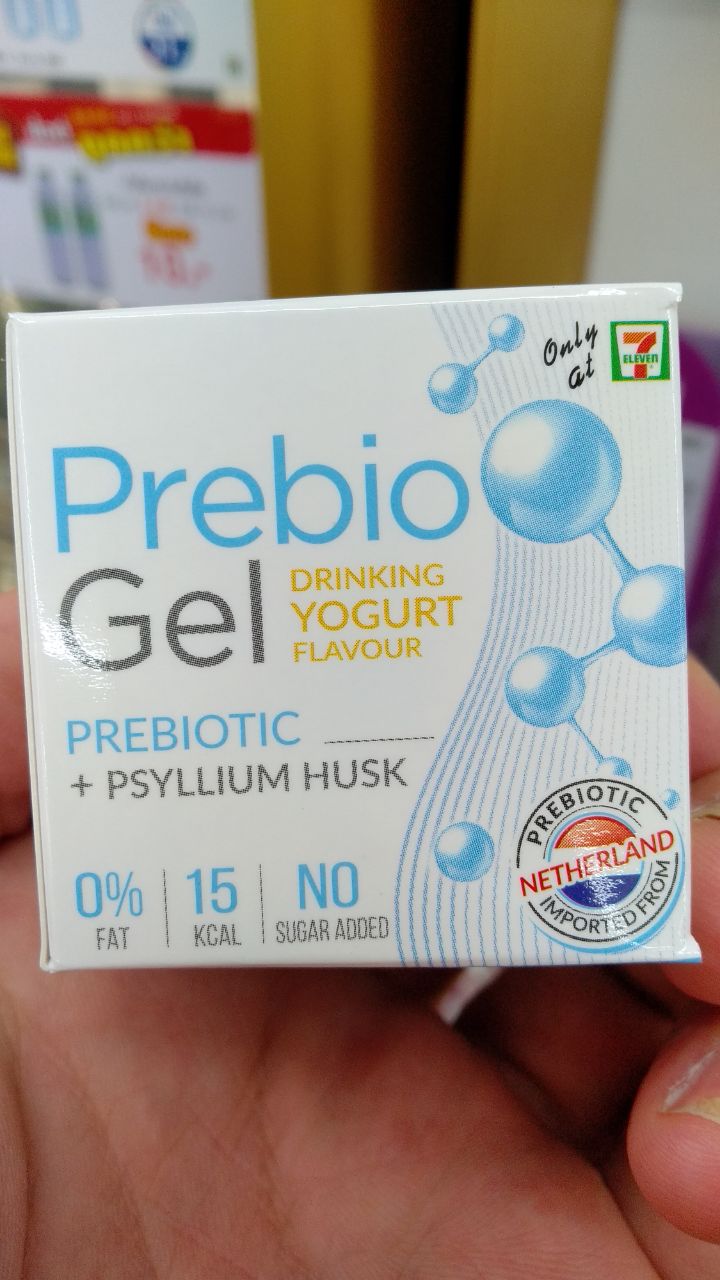 Only
at
7
ELEVEN
Prebio
Gel
DRINKING
YOGURT
FLAVOUR
PREBIOTIC
+ PSYLLIUM HUSK
0%
FAT
15
KCAL
NO
SUGAR ADDED
PREBIOTIC
NETHERLAND
IMPORTED FROM